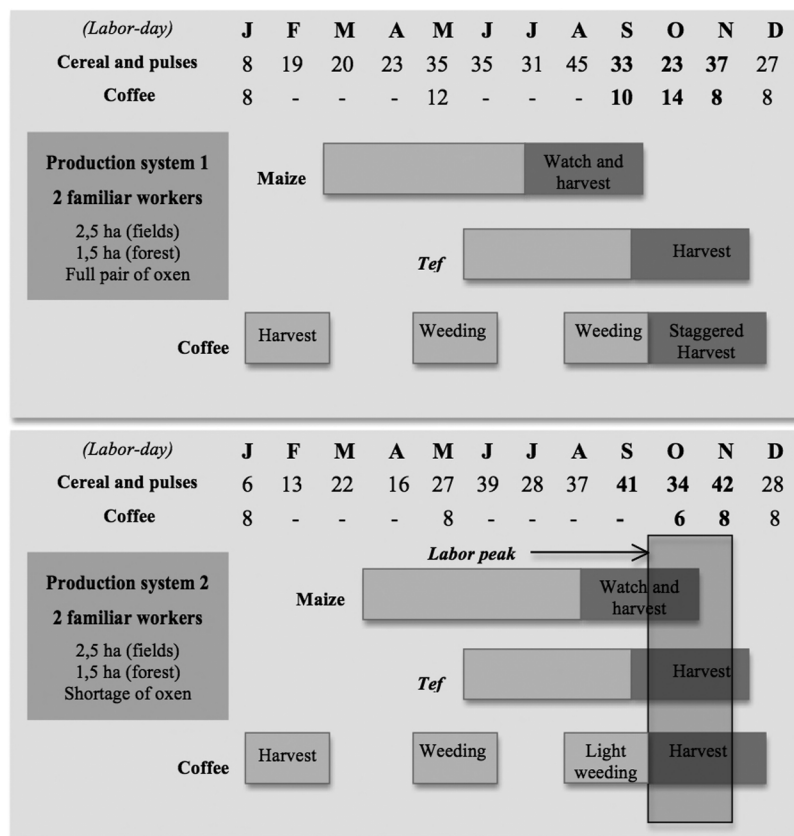 (Labor-day) J F M A M J J A S O N D
Cereal and pulses 8 19 20 23 35 35 31 45 33 23 37 27
Coffee 8 - - - 12 - - - 10 14 8 8
Production system 1
2 familiar workers
2,5 ha (fields)
1,5 ha (forest)
Full pair of oxen
Maize
Watch and
harvest
Tef
Harvest
Coffee
Harvest
Weeding
Weeding
Staggered
Harvest
(Labor-day) J F M A M J J A S O N D
Cereal and pulses 6 13 22 16 27 39 28 37 41 34 42 28
Coffee 8 - - - 8 - - - - 6 8 8
Labor peak
Production system 2
2 familiar workers
2,5 ha (fields)
1,5 ha (forest)
Shortage of oxen
Maize
Watch and
harvest
Tef
Harvest
Coffee
Harvest
Weeding
Light
weeding
Harvest